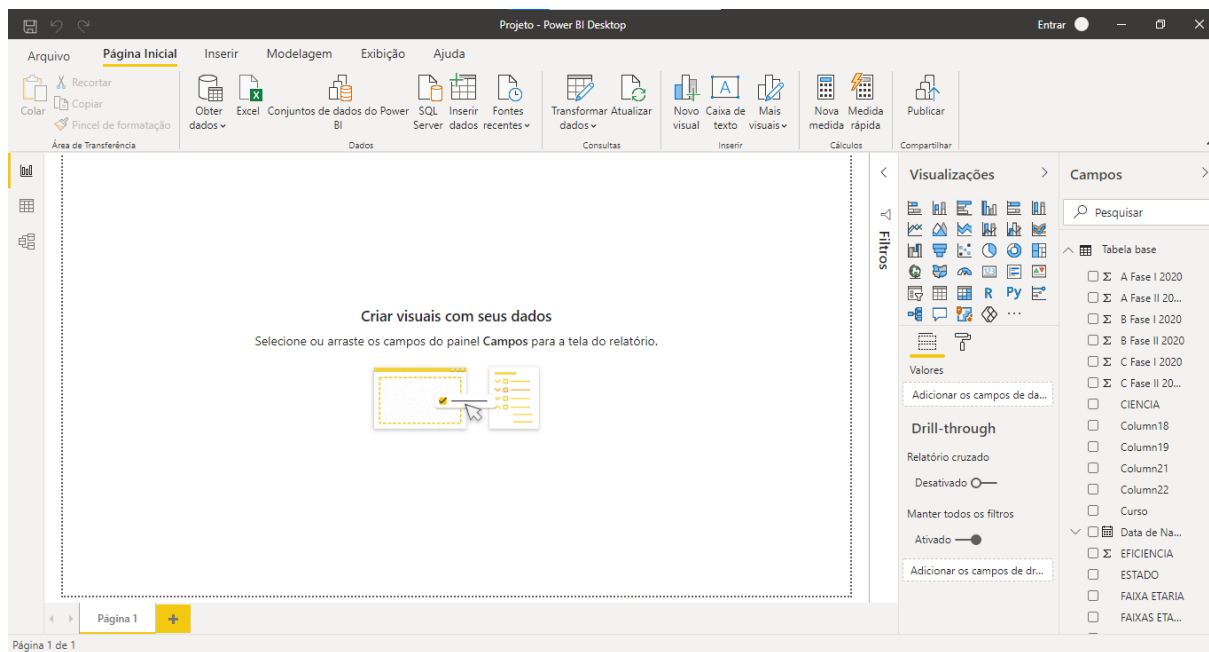 Projeto - Power BI Desktop
Entrar
Arquivo Página Inicial Inserir Modelagem Exibição Ajuda
Colar
Recortar
Copiar
Pincel de formatação
Área de Transferência
Obter dados
Excel
Conjuntos de dados do Power BI
SQL Server
Inserir dados
Fontes recentes
Dados
Transformar dados
Atualizar
Consultas
Novo visual
Caixa de texto
Mais visuais
Inserir
Nova medida
Medida rápida
Cálculos
Publicar
Compartilhar
Criar visuais com seus dados
Selecione ou arraste os campos do painel Campos para a tela do relatório.
Filtros
Visualizações
R Py
123
Valores
Adicionar os campos de da...
Drill-through
Relatório cruzado
Desativado
Manter todos os filtros
Ativado
Adicionar os campos de dr...
Campos
Pesquisar
Tabela base
Σ A Fase I 2020
Σ A Fase II 20...
Σ B Fase I 2020
Σ B Fase II 2020
Σ C Fase I 2020
Σ C Fase II 20...
CIENCIA
Column18
Column19
Column21
Column22
Curso
Data de Na...
Σ EFICIENCIA
ESTADO
FAIXA ETARIA
FAIXAS ETA...
Página 1
Página 1 de 1